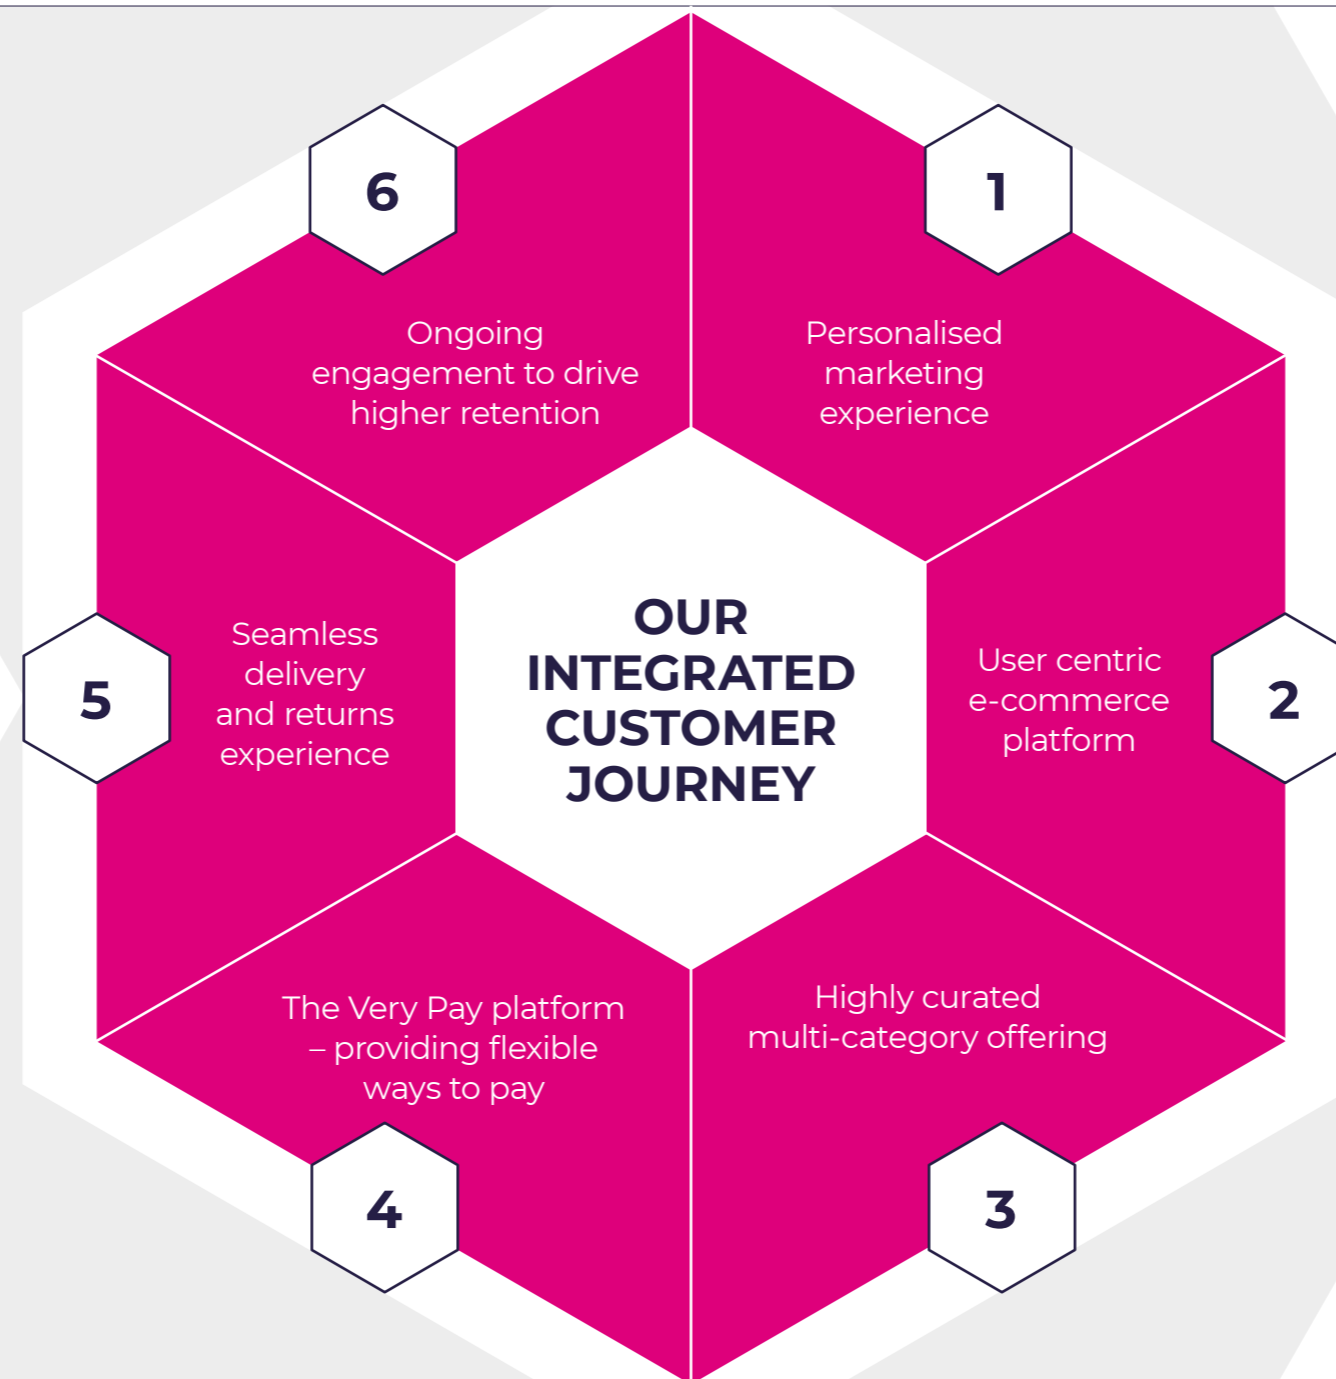 OUR
INTEGRATED
CUSTOMER
JOURNEY
1
Personalised
marketing
experience
2
User centric
e-commerce
platform
3
Highly curated
multi-category offering
4
The Very Pay platform
– providing flexible
ways to pay
5
Seamless
delivery
and returns
experience
6
Ongoing
engagement to drive
higher retention